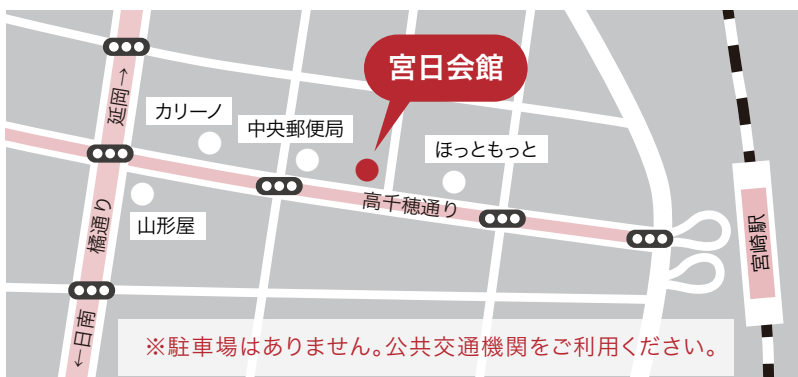 宮日会館
延岡→
カリーノ
中央郵便局
ほっともっと
高千穂通り
橘通り
山形屋
宮崎駅
←日南
※駐車場はありません。公共交通機関をご利用ください。